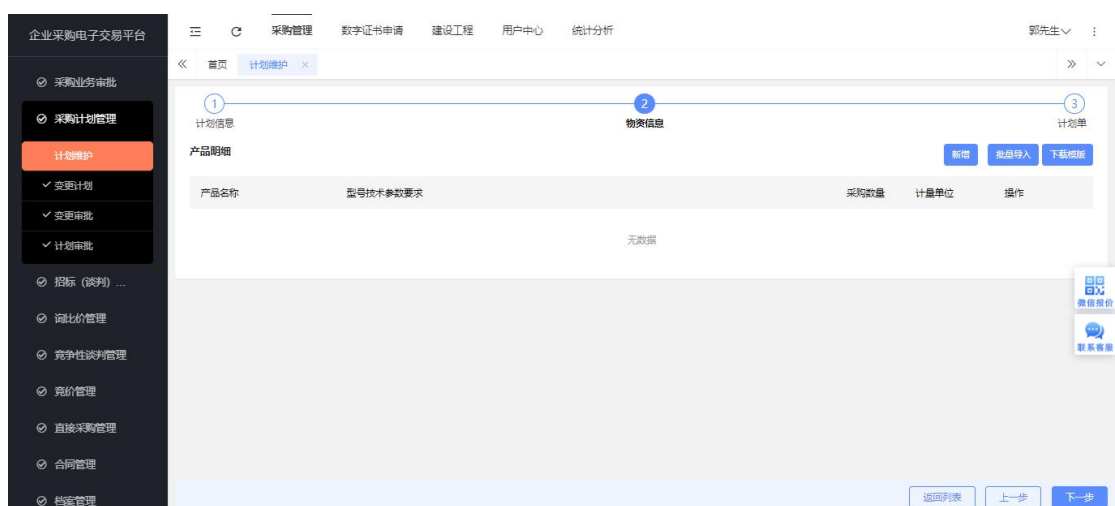 企业采购电子交易平台
采购管理 数字证书申请 建设工程 用户中心 统计分析 郭先生
首页 计划维护 ×
采购业务审批
采购计划管理
计划维护
变更计划
变更审批
计划审批
招标（谈判）...
询比价管理
竞争性谈判管理
竞价管理
直接采购管理
合同管理
档案管理
1 2 3
计划信息 物资信息 计划单
产品明细 新增 批量导入 下载模版
产品名称 型号技术参数要求 采购数量 计量单位 操作
无数据
微信报价
联系客服
返回列表 上一步 下一步